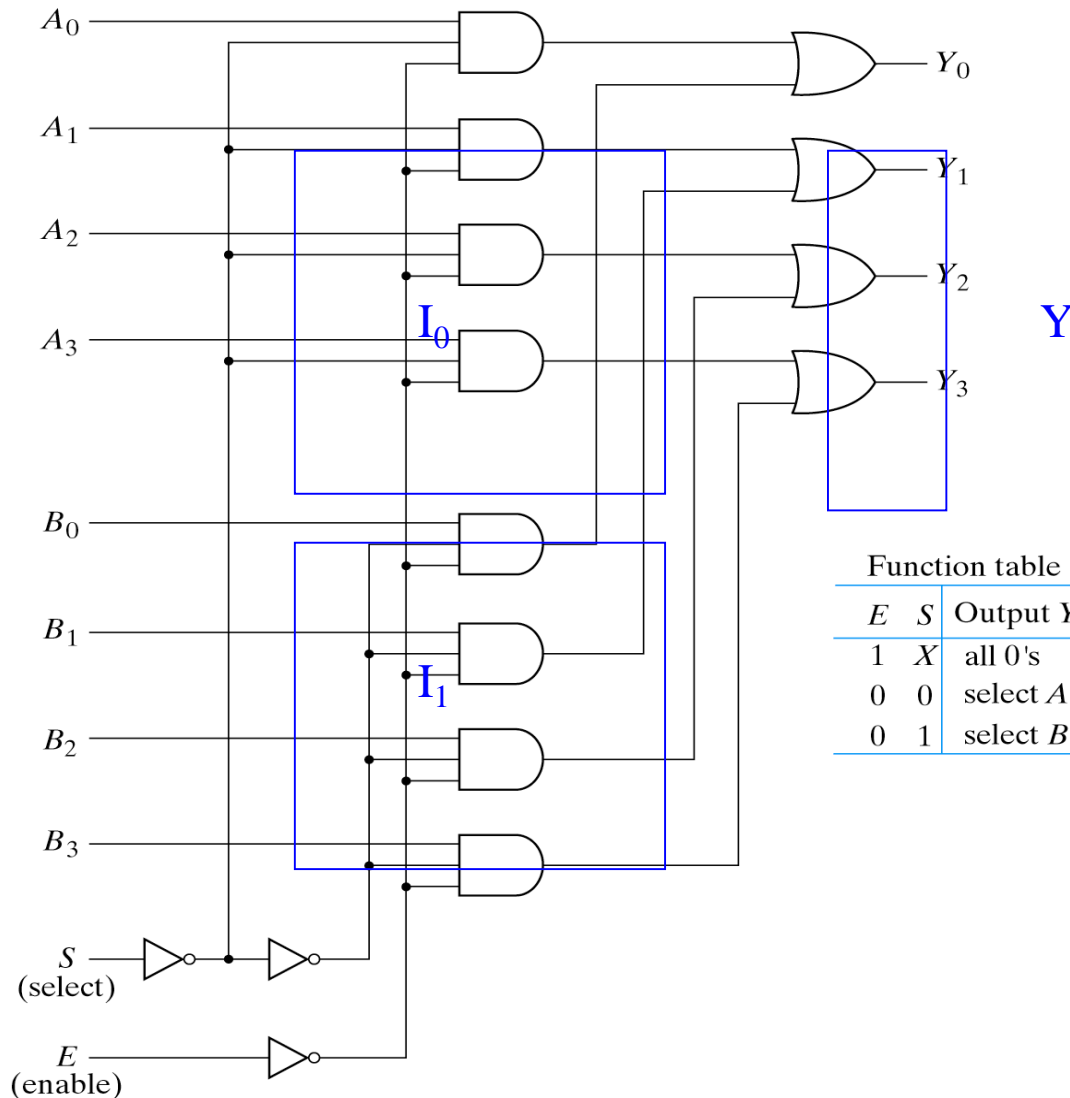 A0
Y0
A1
Y1
A2
Y2
I0
Y
A3
Y3
B0
Function table
E S Output Y
B1
1 X all 0's
I1
0 0 select A
B2
0 1 select B
B3
S
(select)
E
(enable)